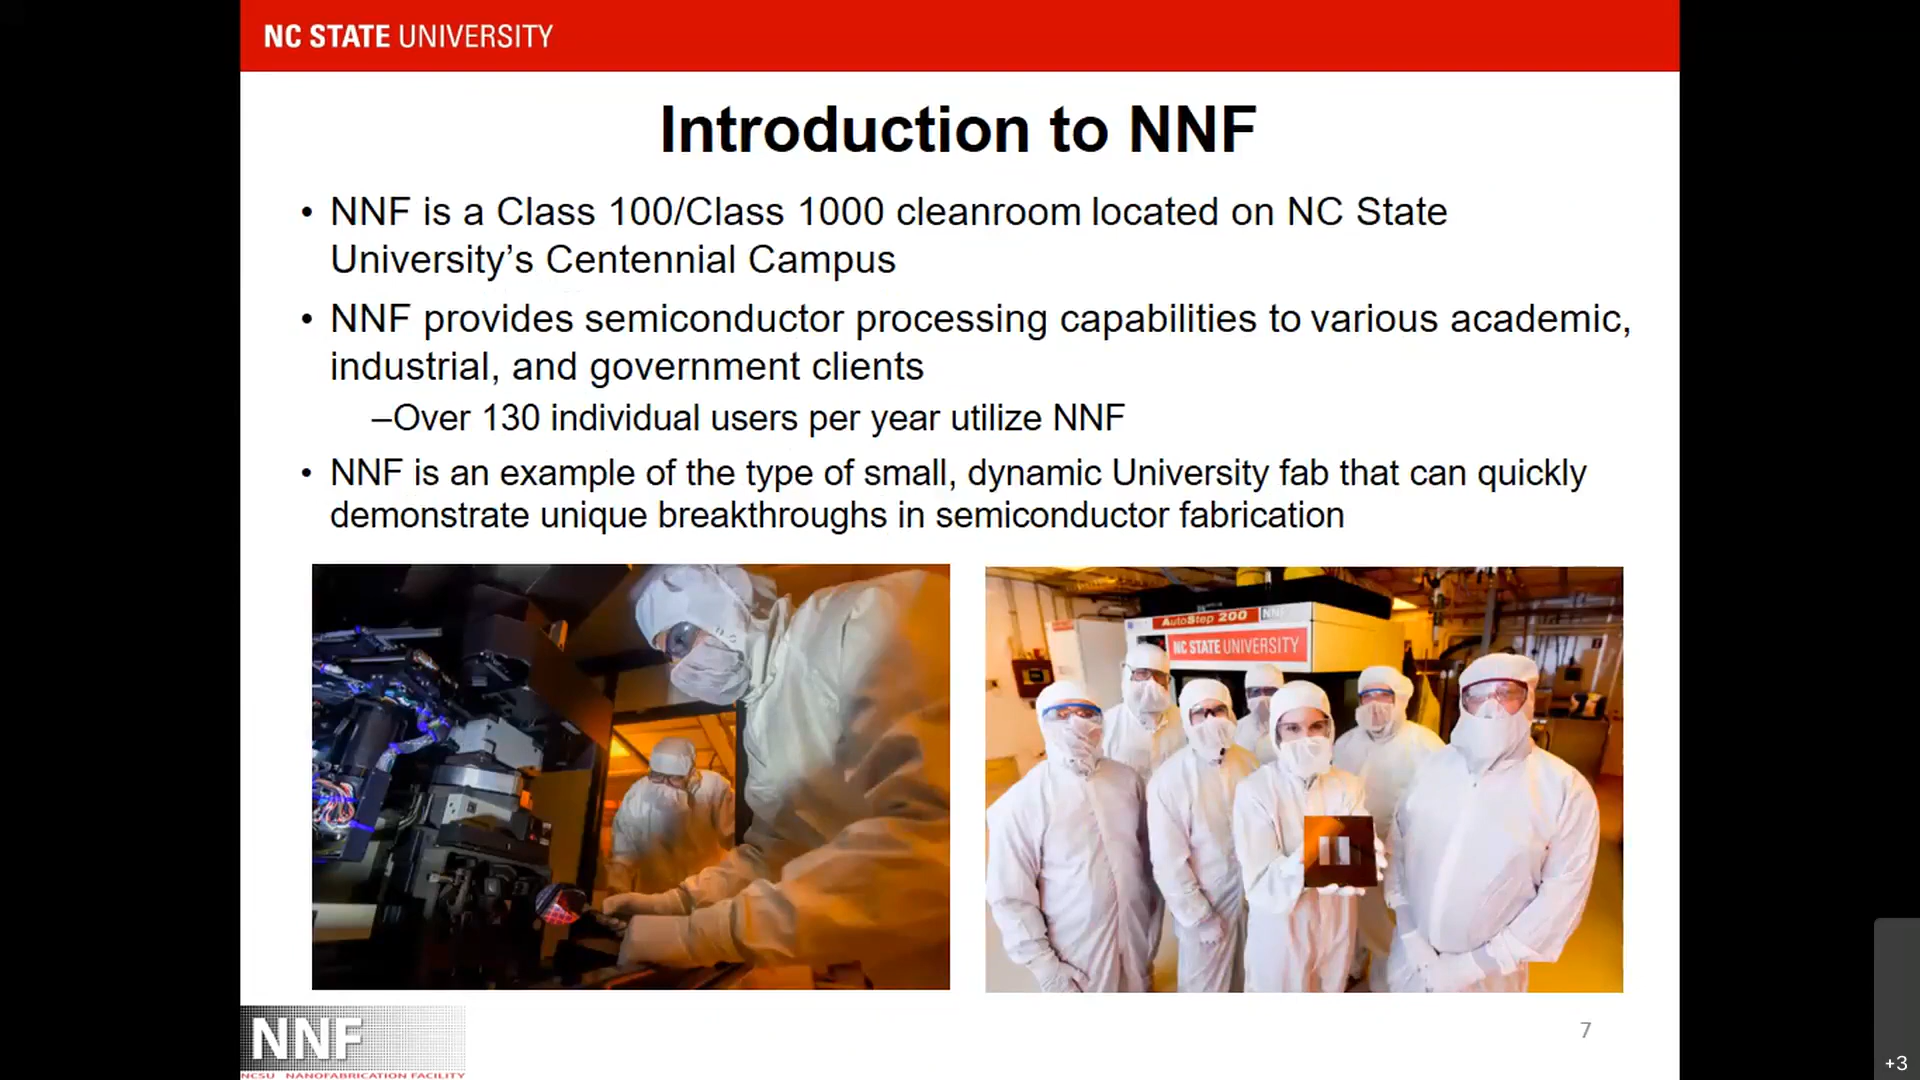 NC STATE UNIVERSITY
Introduction to NNF
• NNF is a Class 100/Class 1000 cleanroom located on NC State
University’s Centennial Campus
• NNF provides semiconductor processing capabilities to various academic,
industrial, and government clients
–Over 130 individual users per year utilize NNF
• NNF is an example of the type of small, dynamic University fab that can quickly
demonstrate unique breakthroughs in semiconductor fabrication
AutoStep 200 NNF
NC STATE UNIVERSITY
NNF
NCSU NANOFABRICATION FACILITY
7
+3